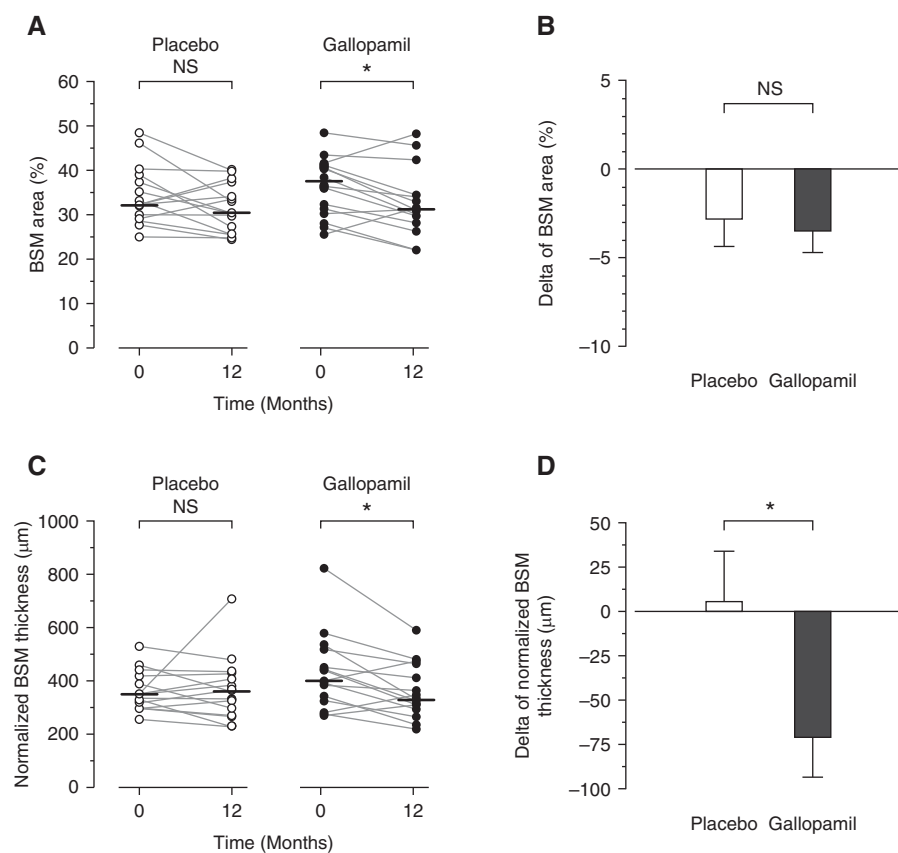 A
Placebo
NS
Gallopamil
*
60
50
40
30
20
10
0
BSM area (%)
0
12
0
12
Time (Months)
B
5
0
−5
−10
Delta of BSM area (%)
NS
Placebo
Gallopamil
C
Placebo
NS
Gallopamil
*
1000
800
600
400
200
0
Normalized BSM thickness (μm)
0
12
0
12
Time (Months)
D
50
25
0
−25
−50
−75
−100
Delta of normalized BSM
thickness (μm)
*
Placebo
Gallopamil